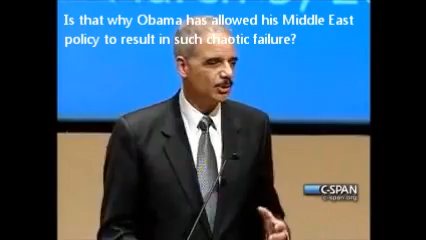 Is that why Obama has allowed his Middle East
policy to result in such chaotic failure?
C-SPAN
c-span.org